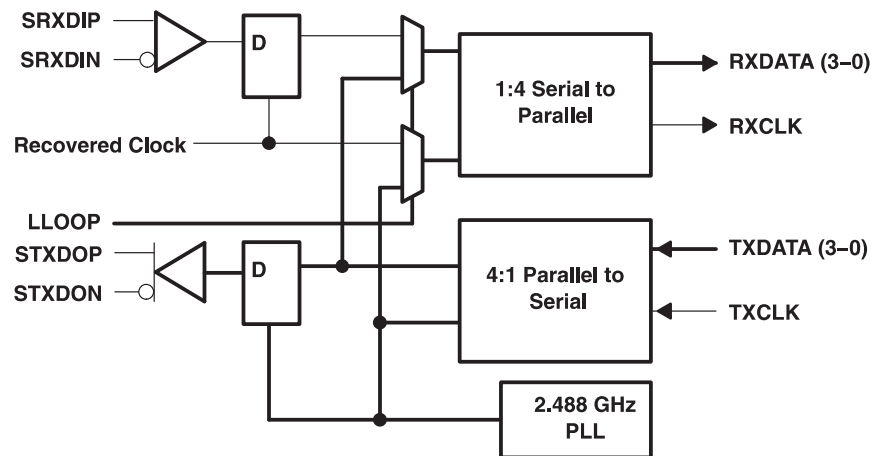 SRXDIP
SRXDIN
D
1:4 Serial to
Parallel
RXDATA (3–0)
RXCLK
Recovered Clock
LLOOP
STXDOP
STXDON
D
4:1 Parallel to
Serial
TXDATA (3–0)
TXCLK
2.488 GHz
PLL